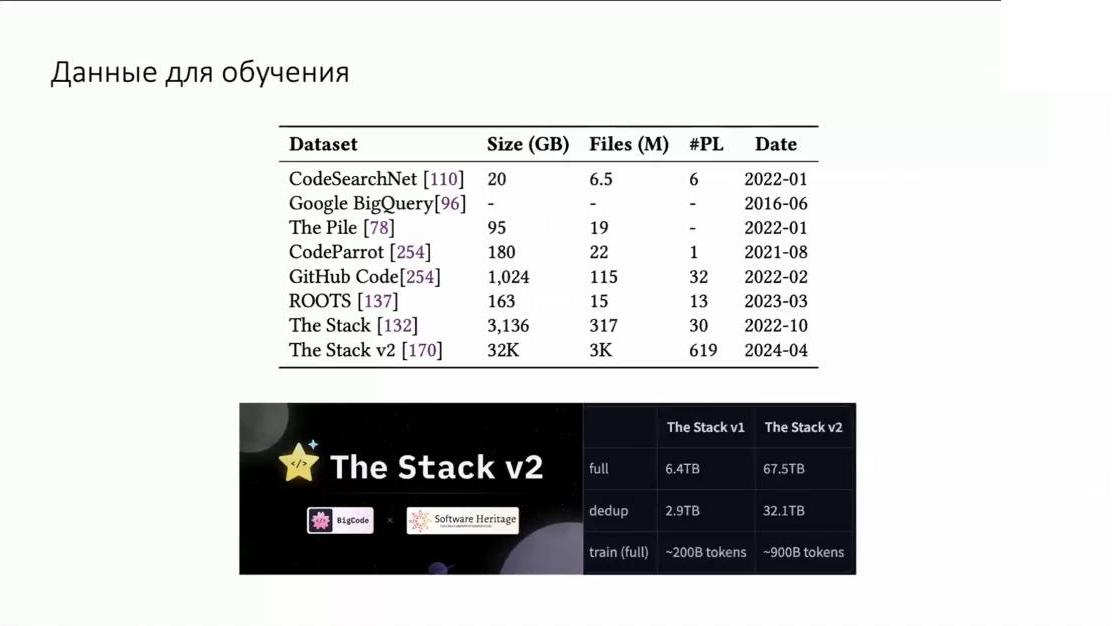 Данные для обучения
Dataset Size (GB) Files (M) #PL Date
CodeSearchNet [110] 20 6.5 6 2022-01
Google BigQuery[96] - - - 2016-06
The Pile [78] 95 19 - 2022-01
CodeParrot [254] 180 22 1 2021-08
GitHub Code[254] 1,024 115 32 2022-02
ROOTS [137] 163 15 13 2023-03
The Stack [132] 3,136 317 30 2022-10
The Stack v2 [170] 32K 3K 619 2024-04
</> The Stack v2
BigCode × Software Heritage
The Stack v1 The Stack v2
full 6.4TB 67.5TB
dedup 2.9TB 32.1TB
train (full) ~200B tokens ~900B tokens